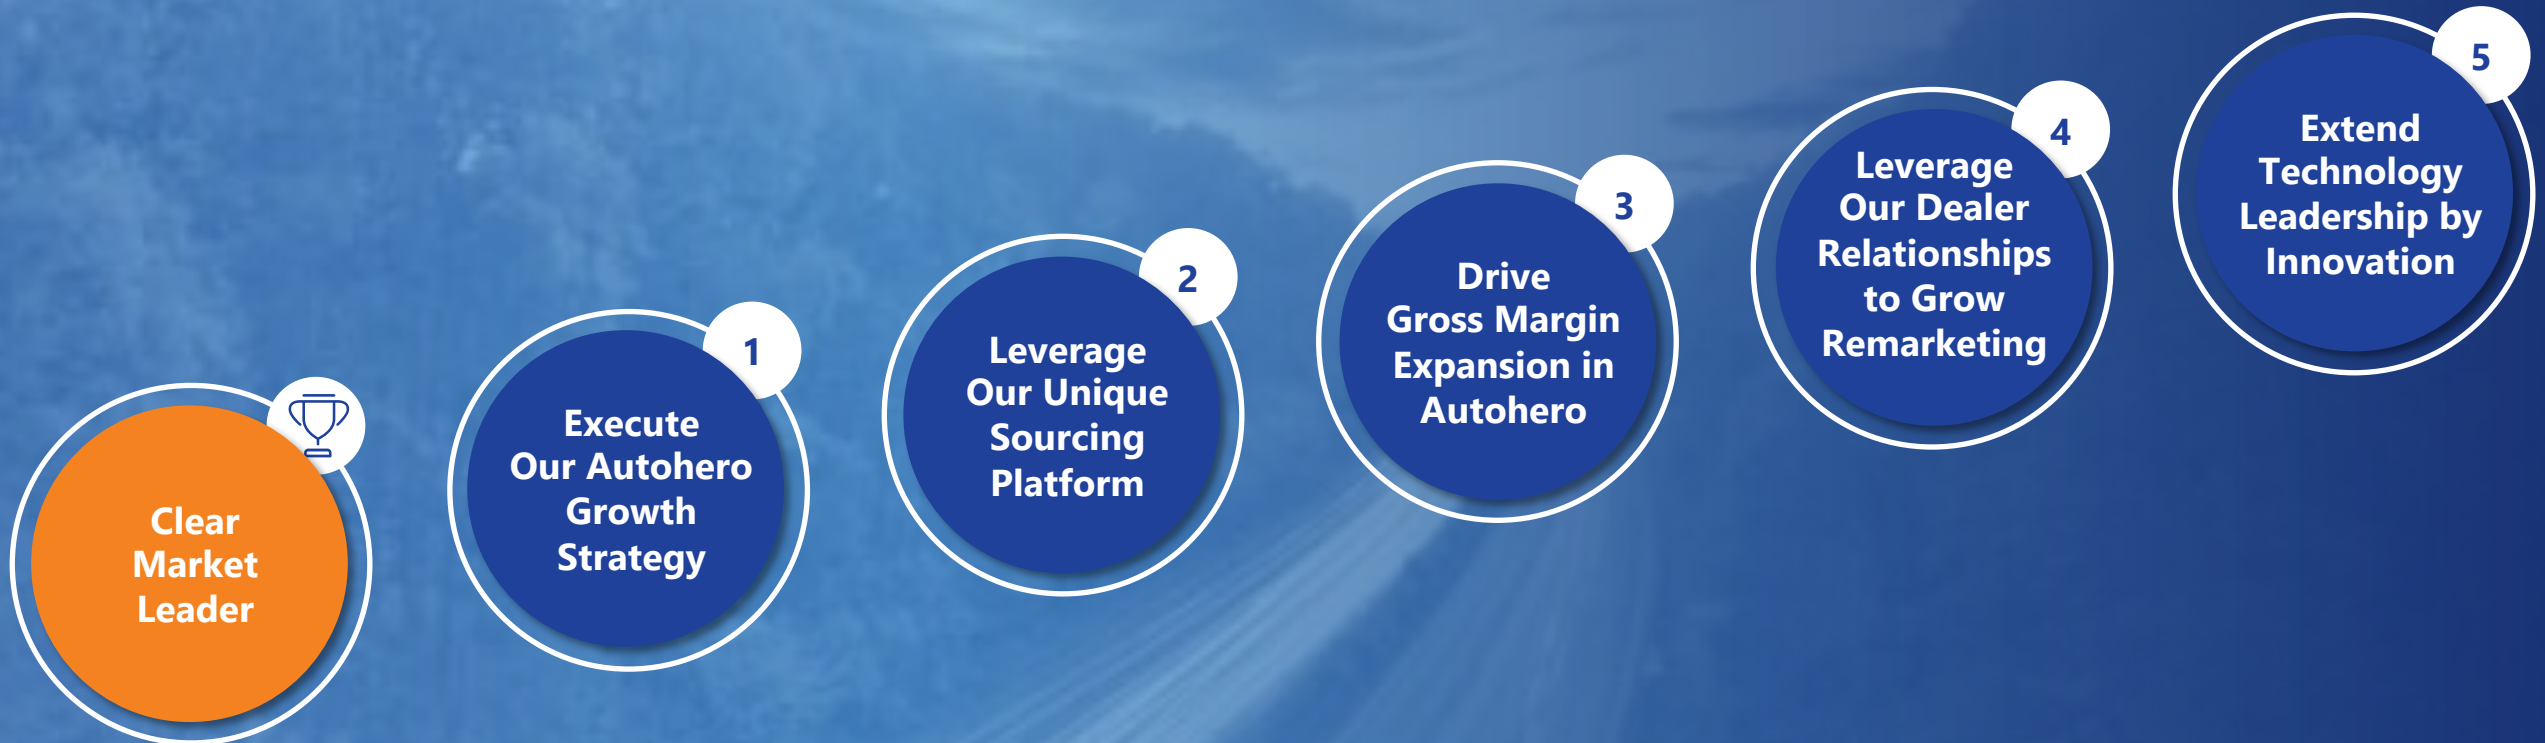 Clear
Market
Leader
1
Execute
Our Autohero
Growth
Strategy
2
Leverage
Our Unique
Sourcing
Platform
3
Drive
Gross Margin
Expansion in
Autohero
4
Leverage
Our Dealer
Relationships
to Grow
Remarketing
5
Extend
Technology
Leadership by
Innovation